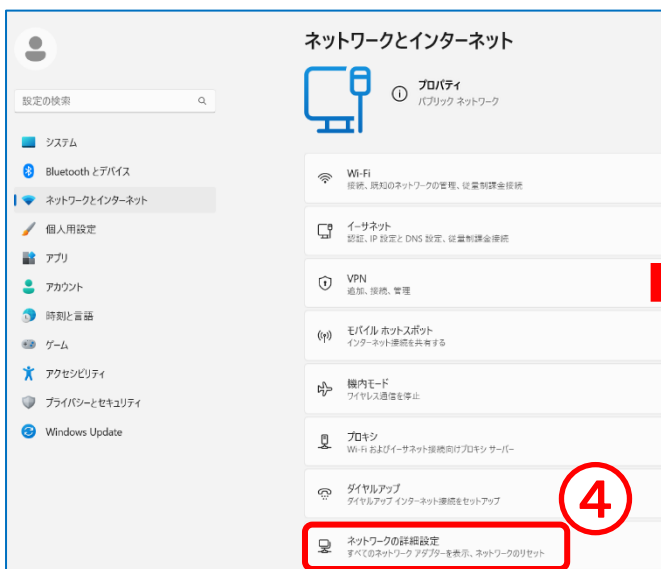 ネットワークとインターネット
プロパティ
パブリック ネットワーク
設定の検索
システム
Bluetooth とデバイス
ネットワークとインターネット
個人用設定
アプリ
アカウント
時刻と言語
ゲーム
アクセシビリティ
プライバシーとセキュリティ
Windows Update
Wi-Fi
接続、既知のネットワークの管理、従量制課金接続
イーサネット
認証、IP 設定と DNS 設定、従量制課金接続
VPN
追加、接続、管理
モバイル ホットスポット
インターネット接続を共有する
機内モード
ワイヤレス通信を停止
プロキシ
Wi-Fi およびイーサネット接続向けプロキシ サーバー
ダイヤルアップ
ダイヤルアップ インターネット接続をセットアップ
④
ネットワークの詳細設定
すべてのネットワーク アダプターを表示、ネットワークのリセット